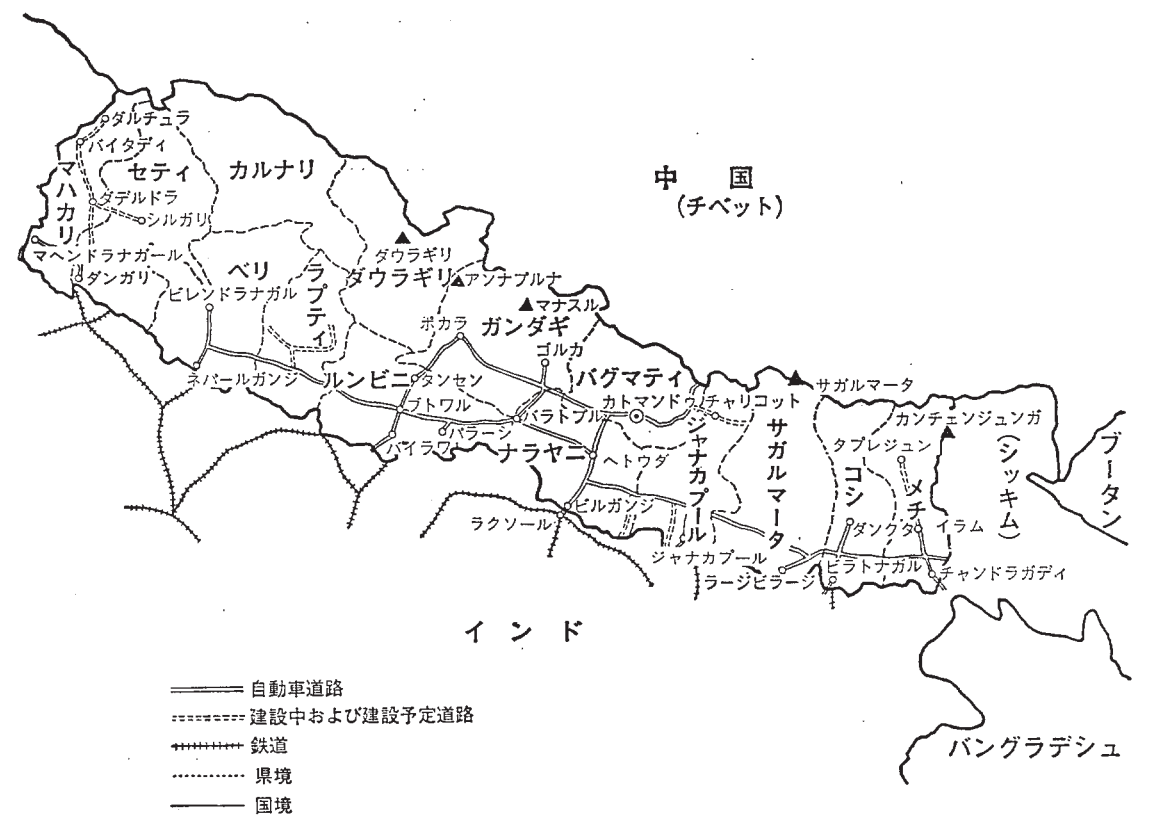 ダルチュラ
バイタディ
マハカリ
セティ
カルナリ
中国
(チベット)
ダデルドラ
シルガリ
マヘンドラナガール
ダンガリ
ベリ
ラプティ
ビレンドラナガル
ダウラギリ
ダウラギリ
アンナプルナ
マナスル
ポカラ
ガンダギ
ゴルカ
ネパールガンジ
ルンビニ
タンセン
バグマティ
サガルマータ
カトマンドゥ
チャリコット
カンチェンジュンガ
ブトワル
バラーシ
バラトプル
バイラワ
ナラヤニ
ヘトウダ
ジャナカプール
サガルマータ
タプレジュン
コシ
メチ
(シッキム)
ブータン
ビルガンジ
ラクソール
ダンクタ
イラム
ジャナカプール
ラージビラージ
ビラトナガル
チャンドラガディ
インド
バングラデシュ
自動車道路
建設中および建設予定道路
鉄道
県境
国境